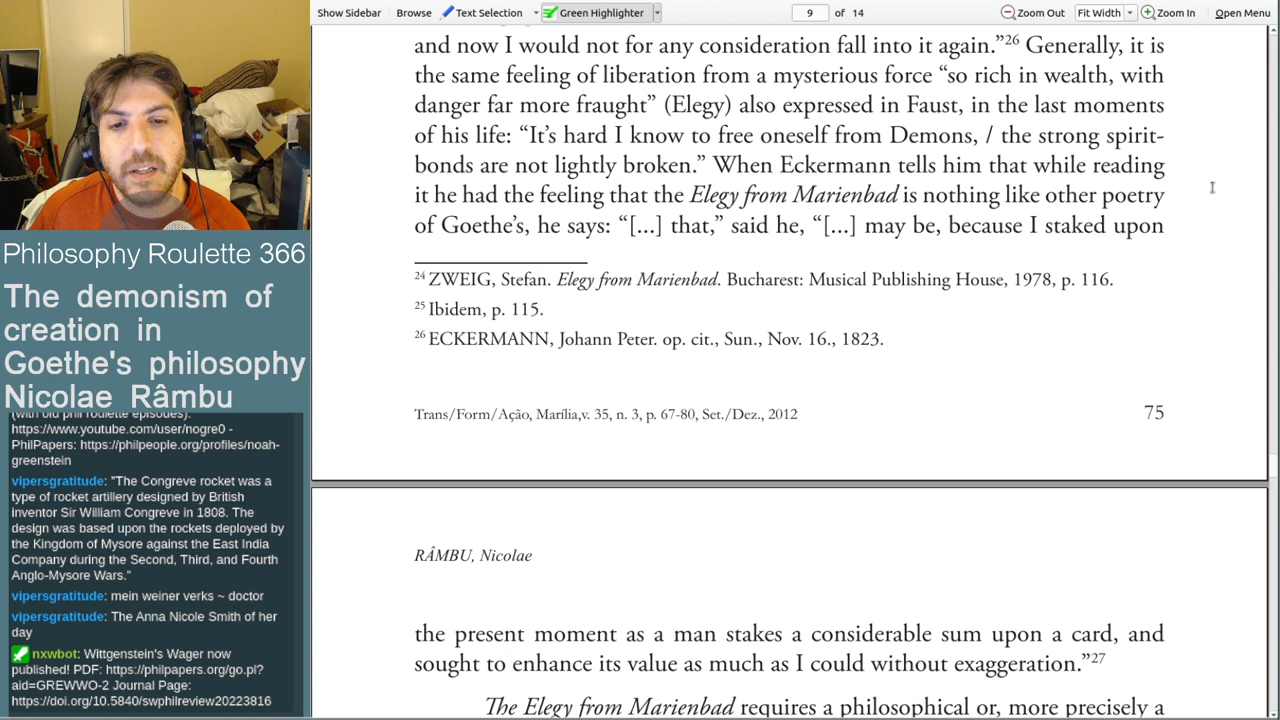 Show Sidebar Browse Text Selection Green Highlighter 9 of 14 Zoom Out Fit Width Zoom In Open Menu
and now I would not for any consideration fall into it again.”26 Generally, it is
the same feeling of liberation from a mysterious force “so rich in wealth, with
danger far more fraught” (Elegy) also expressed in Faust, in the last moments
of his life: “It’s hard I know to free oneself from Demons, / the strong spirit-
bonds are not lightly broken.” When Eckermann tells him that while reading
it he had the feeling that the Elegy from Marienbad is nothing like other poetry
of Goethe’s, he says: “[...] that,” said he, “[...] may be, because I staked upon
24 ZWEIG, Stefan. Elegy from Marienbad. Bucharest: Musical Publishing House, 1978, p. 116.
25 Ibidem, p. 115.
26 ECKERMANN, Johann Peter. op. cit., Sun., Nov. 16., 1823.
Trans/Form/Ação, Marília,v. 35, n. 3, p. 67-80, Set./Dez., 2012 75
RÂMBU, Nicolae
the present moment as a man stakes a considerable sum upon a card, and
sought to enhance its value as much as I could without exaggeration.”27
The Elegy from Marienbad requires a philosophical or, more precisely a
Philosophy Roulette 366
The demonism of
creation in
Goethe's philosophy
Nicolae Râmbu
(with old phil roulette episodes):
https://www.youtube.com/user/nogre0 -
PhilPapers: https://philpeople.org/profiles/noah-
greenstein
vipersgratitude: "The Congreve rocket was a
type of rocket artillery designed by British
inventor Sir William Congreve in 1808. The
design was based upon the rockets deployed by
the Kingdom of Mysore against the East India
Company during the Second, Third, and Fourth
Anglo-Mysore Wars."
vipersgratitude: mein weiner verks ~ doctor
vipersgratitude: The Anna Nicole Smith of her
day
nxwbot: Wittgenstein's Wager now
published! PDF: https://philpapers.org/go.pl?
aid=GREWWO-2 Journal Page:
https://doi.org/10.5840/swphilreview20223816